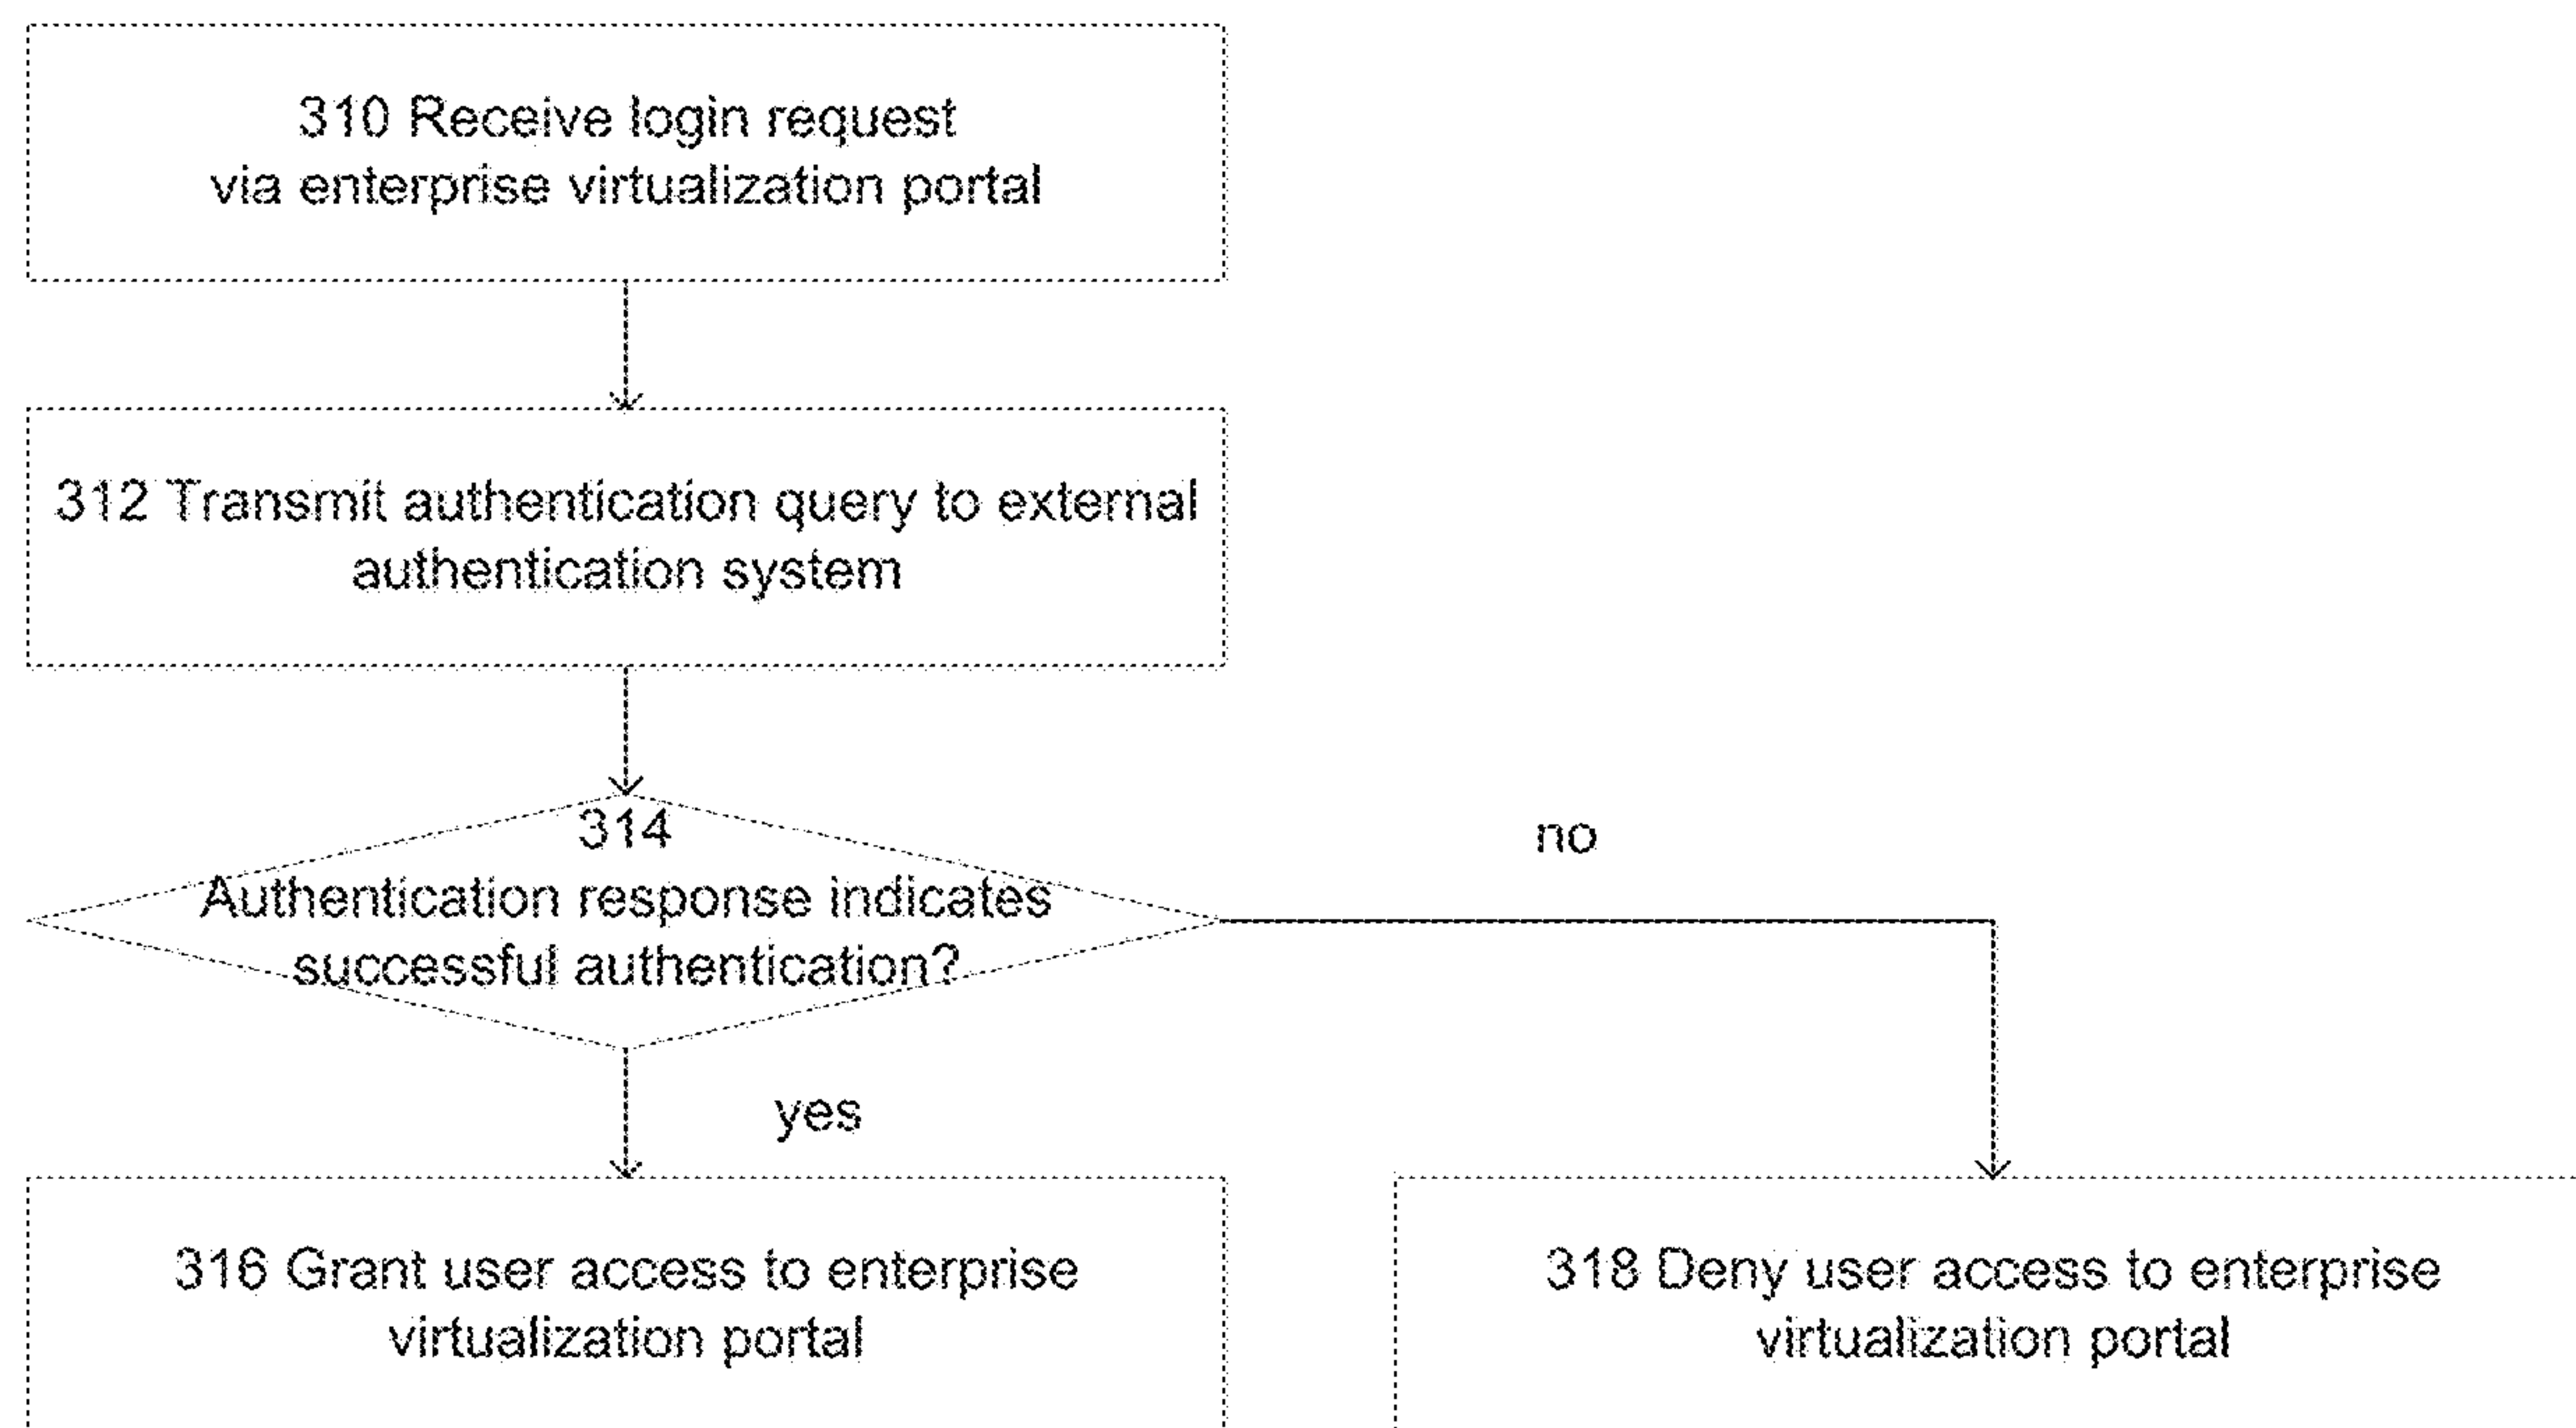 310 Receive login request
via enterprise virtualization portal
312 Transmit authentication query to external
authentication system
314
Authentication response indicates
successful authentication?
no
yes
316 Grant user access to enterprise
virtualization portal
318 Deny user access to enterprise
virtualization portal